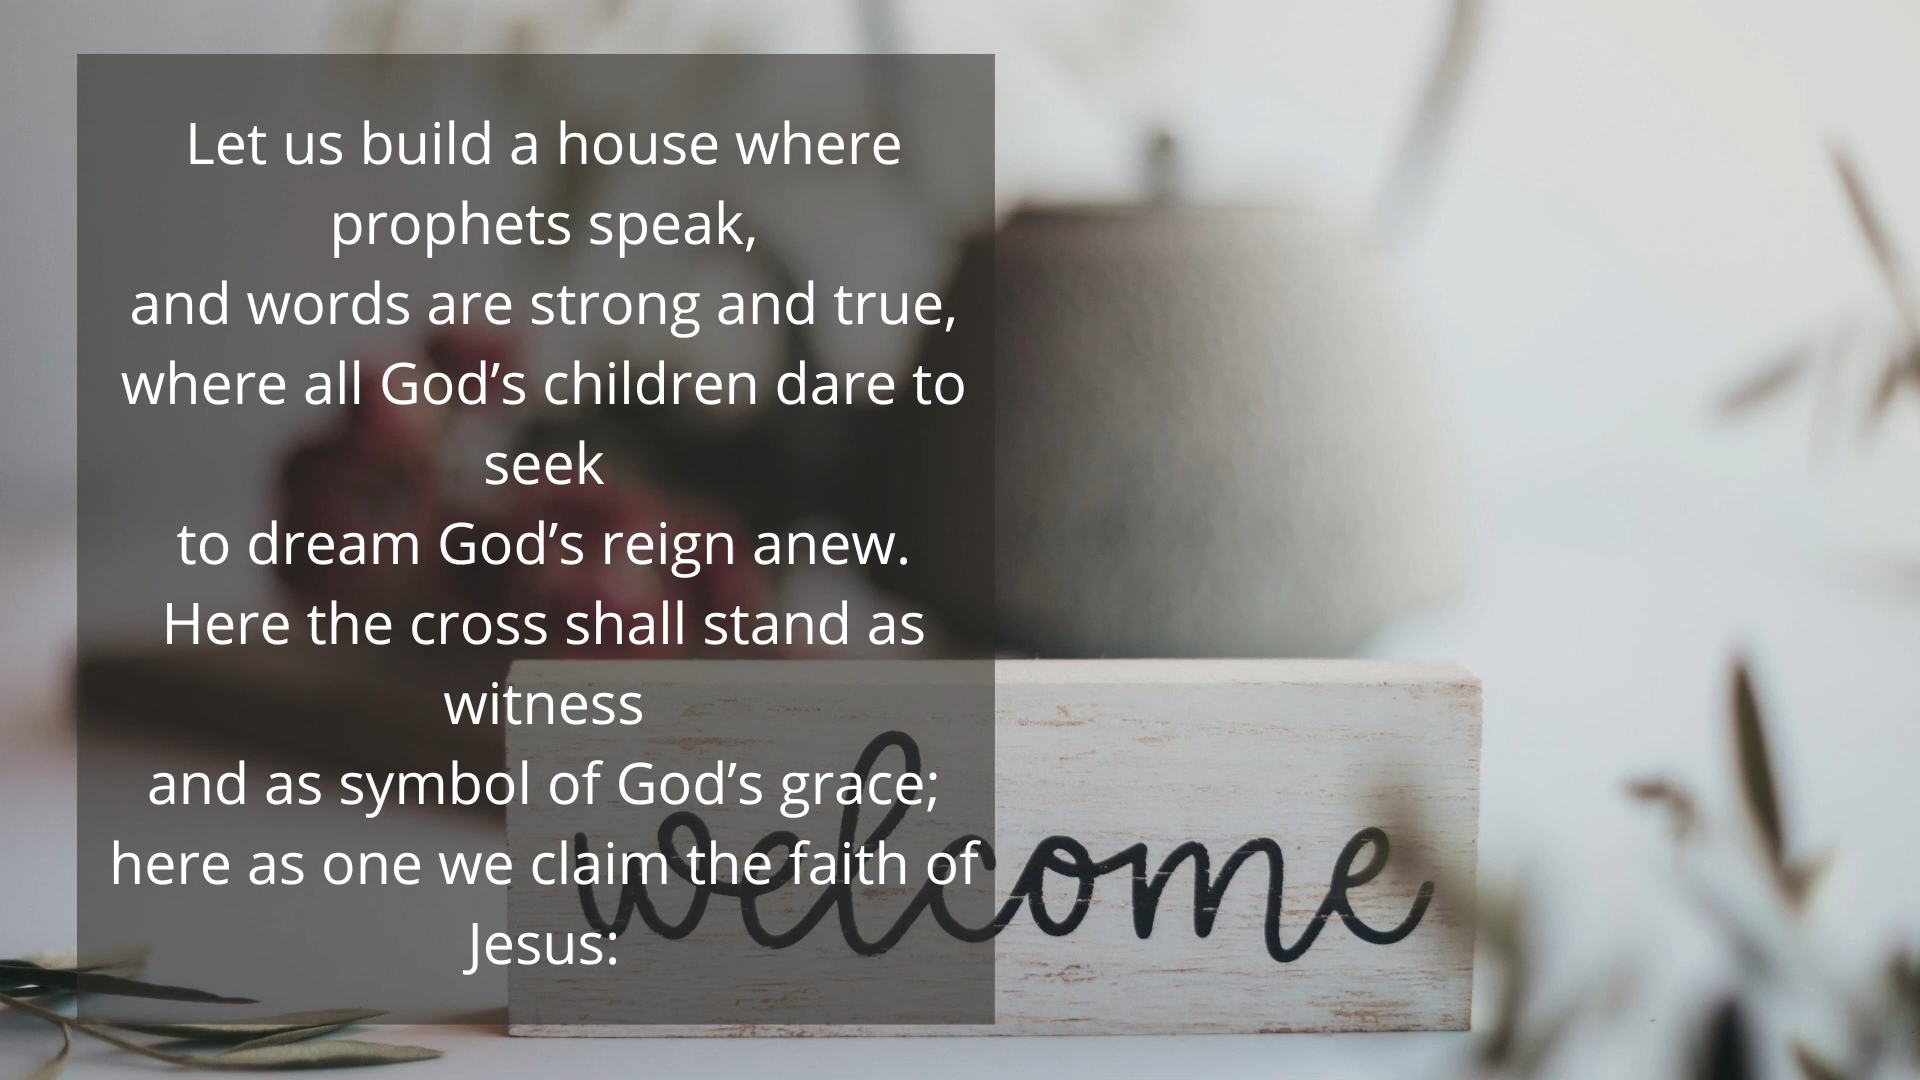 Let us build a house where
prophets speak,
and words are strong and true,
where all God’s children dare to
seek
to dream God’s reign anew.
Here the cross shall stand as
witness
and as symbol of God’s grace;
here as one we claim the faith of
Jesus:
welcome